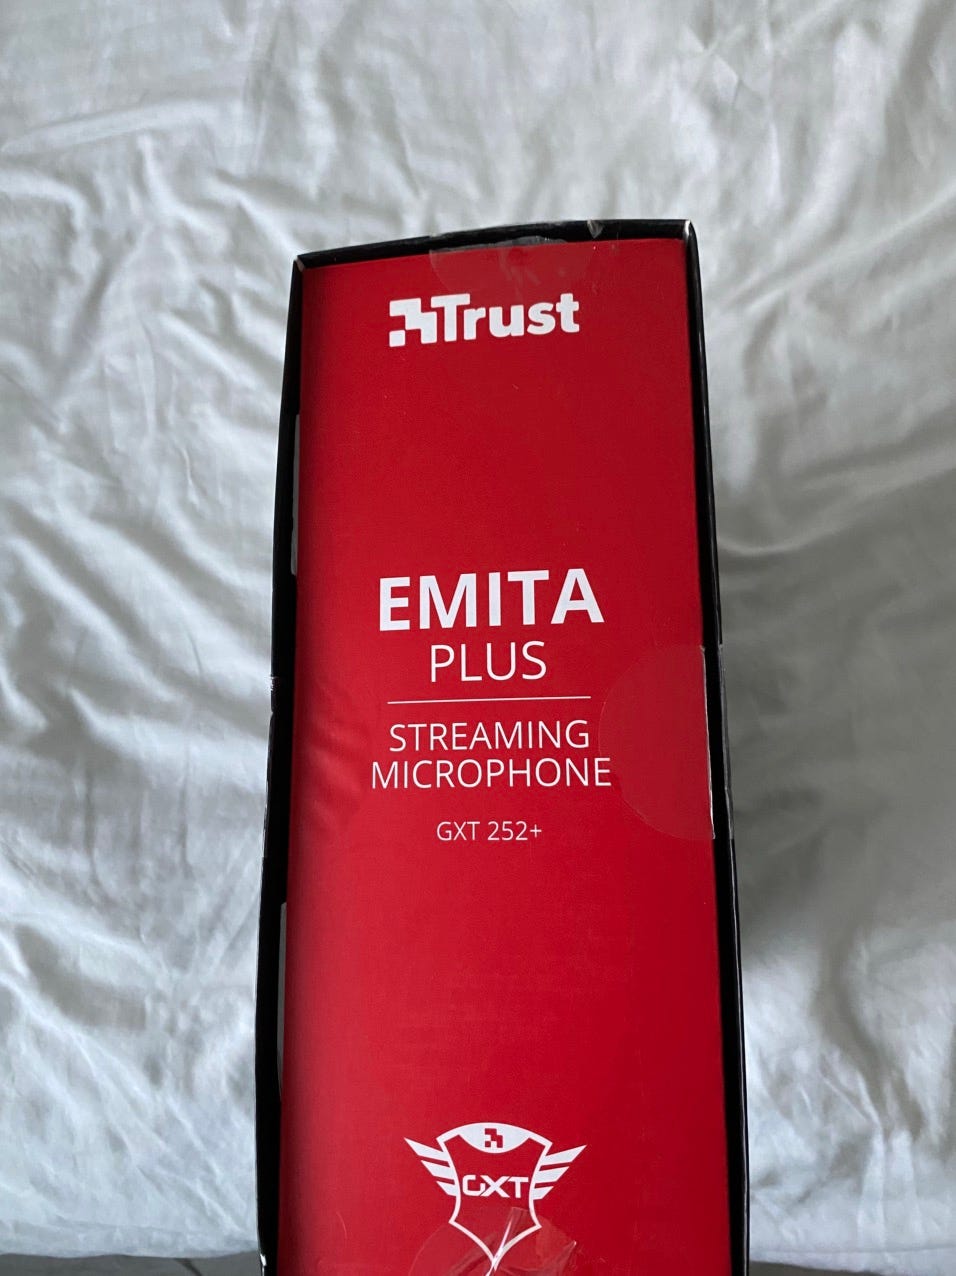 Trust
EMITA
PLUS
STREAMING
MICROPHONE
GXT 252+
GXT